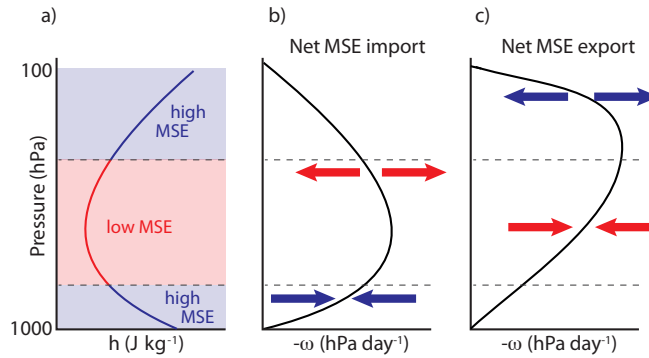 a)
b)
c)
Net MSE import
Net MSE export
100
Pressure (hPa)
1000
high
MSE
low MSE
high
MSE
h (J kg⁻¹)
-ω (hPa day⁻¹)
-ω (hPa day⁻¹)